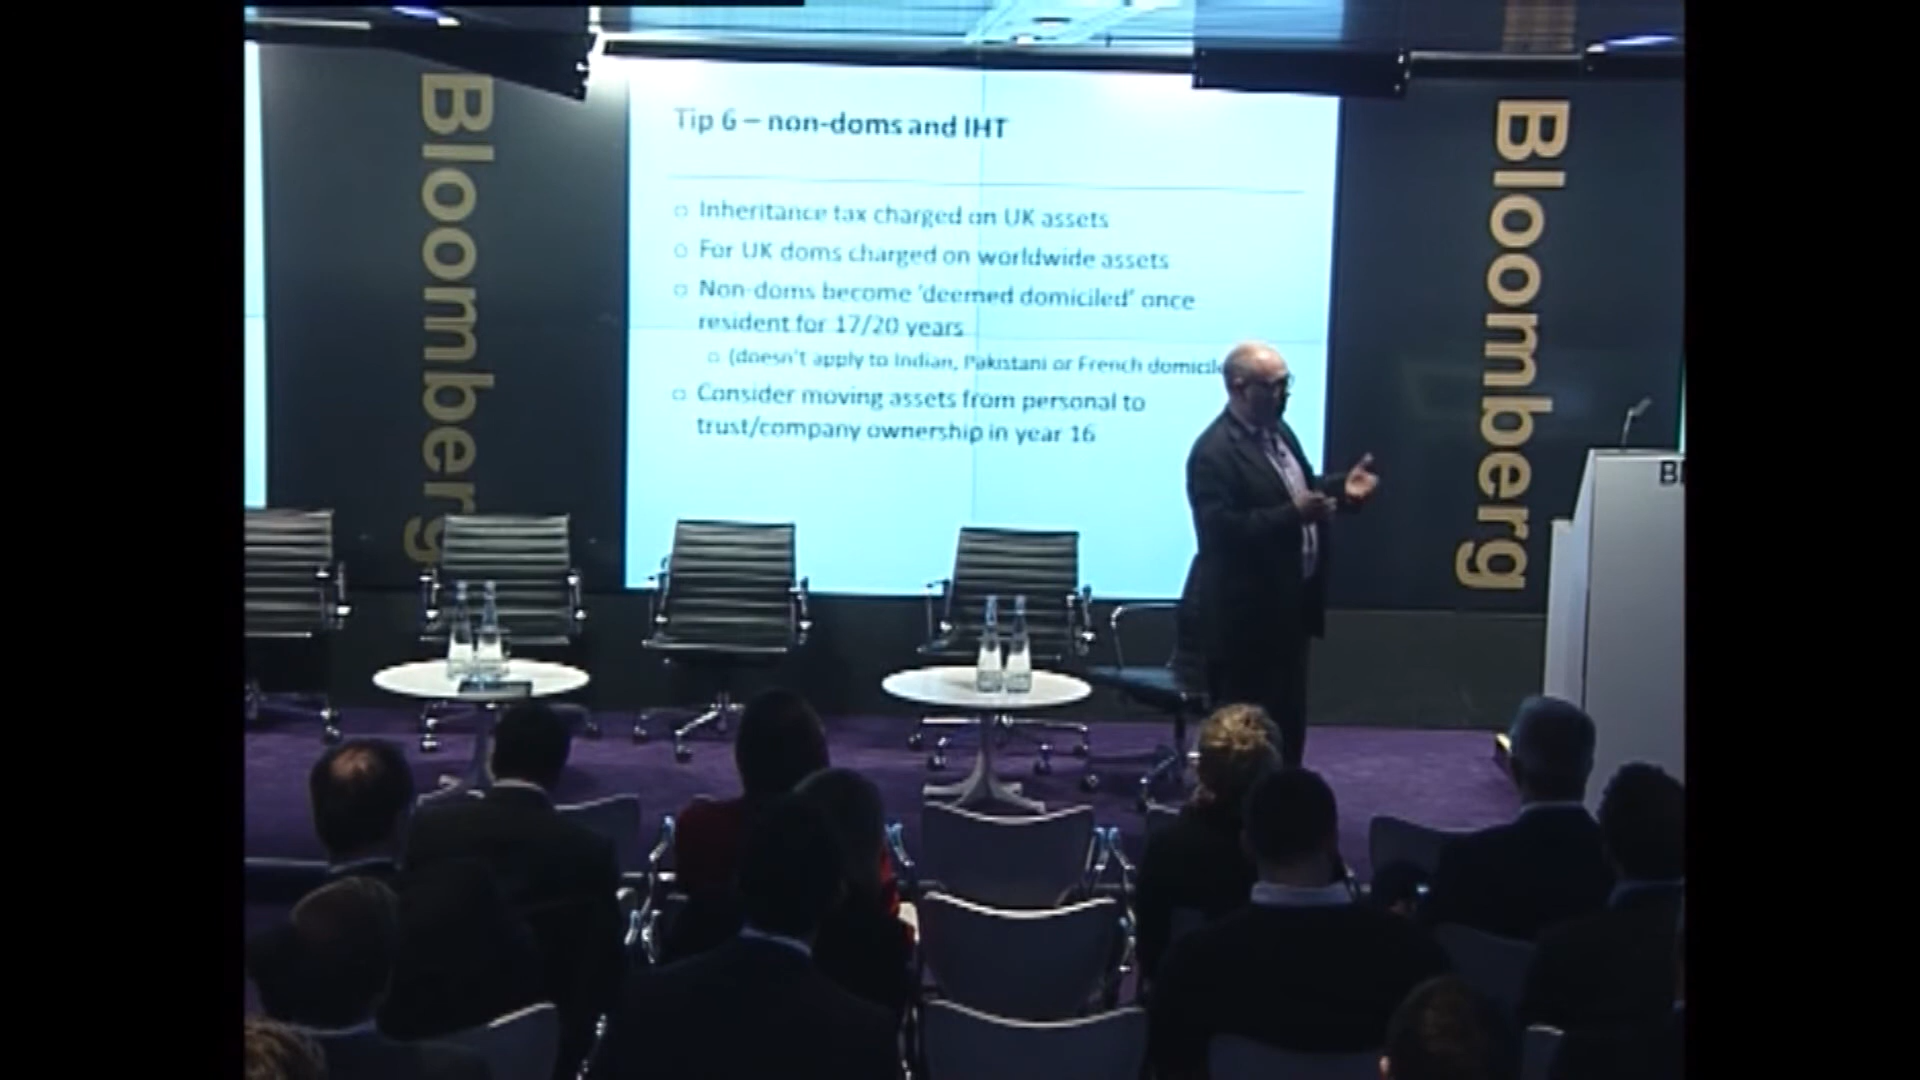 Bloomberg
Tip 6 – non-doms and IHT
Inheritance tax charged on UK assets
For UK doms charged on worldwide assets
Non-doms become ‘deemed domiciled’ once
resident for 17/20 years
(doesn't apply to Indian, Pakistani or French
Consider moving assets from personal to
trust/company ownership in year 16
Bloomberg